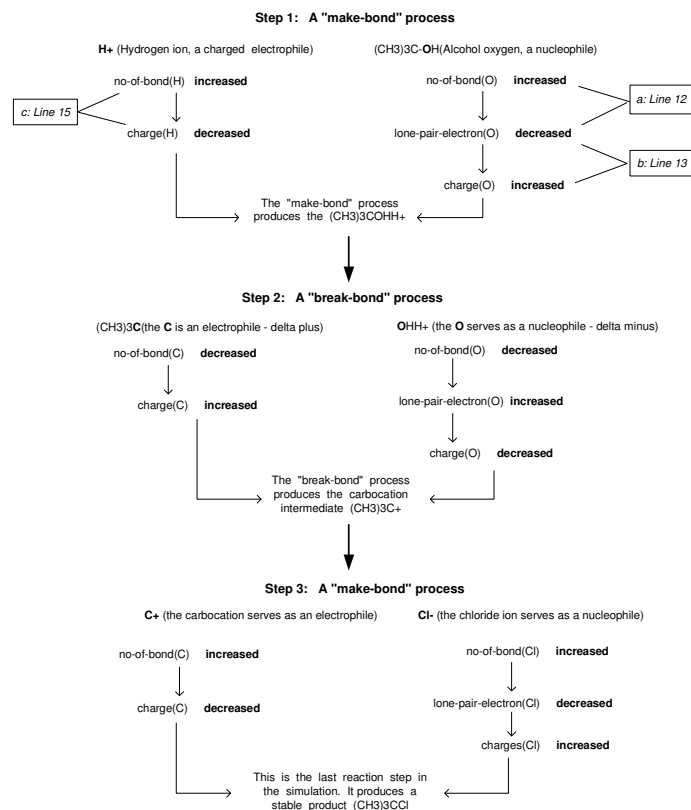 Step 1: A "make-bond" process
H+ (Hydrogen ion, a charged electrophile)
(CH3)3C-OH(Alcohol oxygen, a nucleophile)
no-of-bond(H) increased
no-of-bond(O) increased
c: Line 15
a: Line 12
charge(H) decreased
lone-pair-electron(O) decreased
b: Line 13
charge(O) increased
The "make-bond" process
produces the (CH3)3COHH+
Step 2: A "break-bond" process
(CH3)3C(the C is an electrophile - delta plus)
OHH+ (the O serves as a nucleophile - delta minus)
no-of-bond(C) decreased
no-of-bond(O) decreased
charge(C) increased
lone-pair-electron(O) increased
charge(O) decreased
The "break-bond" process
produces the carbocation
intermediate (CH3)3C+
Step 3: A "make-bond" process
C+ (the carbocation serves as an electrophile)
Cl- (the chloride ion serves as a nucleophile)
no-of-bond(C) increased
no-of-bond(Cl) increased
charge(C) decreased
lone-pair-electron(Cl) decreased
charges(Cl) increased
This is the last reaction step in
the simulation. It produces a
stable product (CH3)3CCl